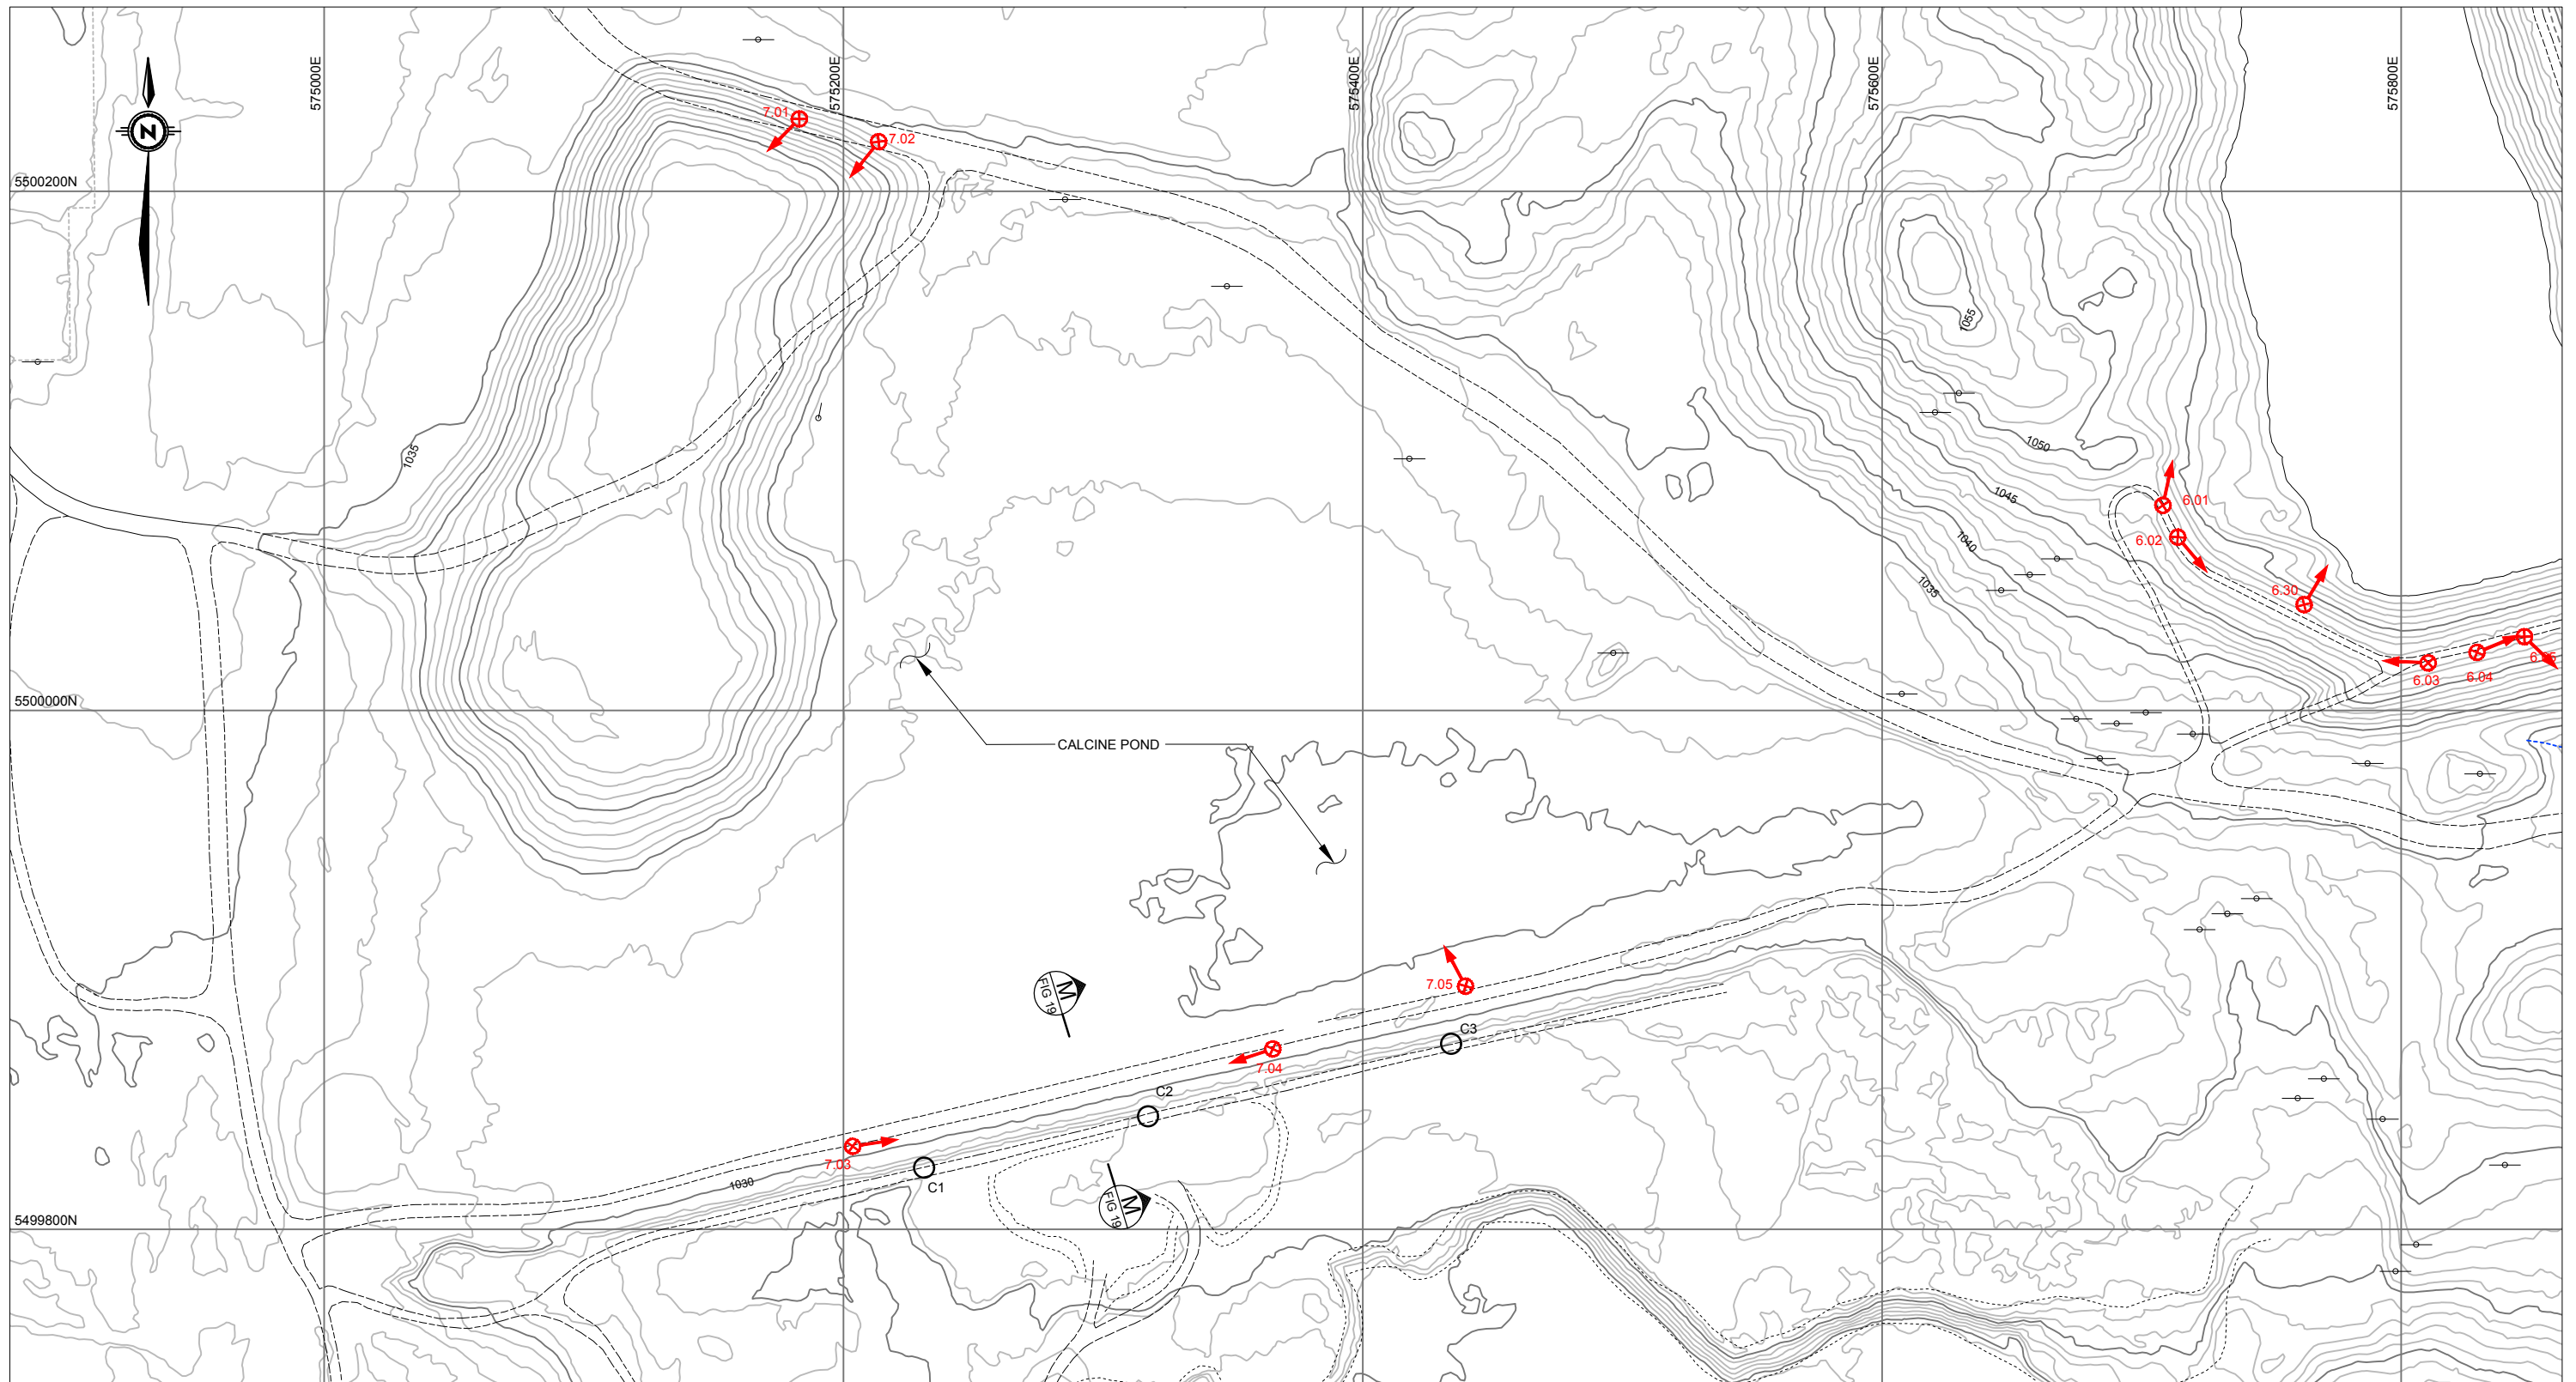 575000E
575200E
575400E
575600E
575800E
7.01
7.02
N
5500200N
1055
1035
1050
1045
6.01
1040
6.02
1035
6.30
6.03
6.04
5500000N
CALCINE POND
M
FIG 19
7.05
C3
7.04
C2
7.03
1030
C1
M
FIG 19
5499800N